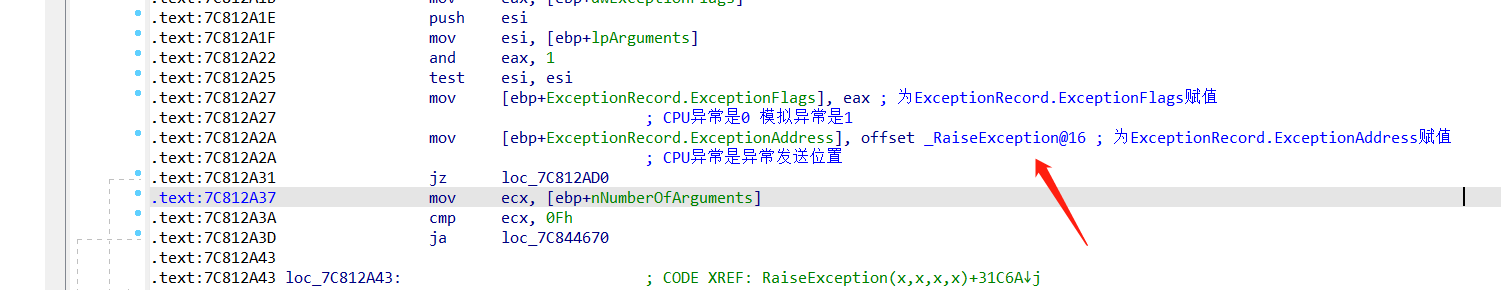 mov eax, [ebp+dwExceptionFlags]
.text:7C812A1E push esi
.text:7C812A1F mov esi, [ebp+lpArguments]
.text:7C812A22 and eax, 1
.text:7C812A25 test esi, esi
.text:7C812A27 mov [ebp+ExceptionRecord.ExceptionFlags], eax ; 为ExceptionRecord.ExceptionFlags赋值
.text:7C812A27 ; CPU异常是0 模拟异常是1
.text:7C812A2A mov [ebp+ExceptionRecord.ExceptionAddress], offset _RaiseException@16 ; 为ExceptionRecord.ExceptionAddress赋值
.text:7C812A2A ; CPU异常是异常发送位置
.text:7C812A31 jz loc_7C812AD0
.text:7C812A37 mov ecx, [ebp+nNumberOfArguments]
.text:7C812A3A cmp ecx, 0Fh
.text:7C812A3D ja loc_7C844670
.text:7C812A43
.text:7C812A43 loc_7C812A43: ; CODE XREF: RaiseException(x,x,x,x)+31C6A↓j